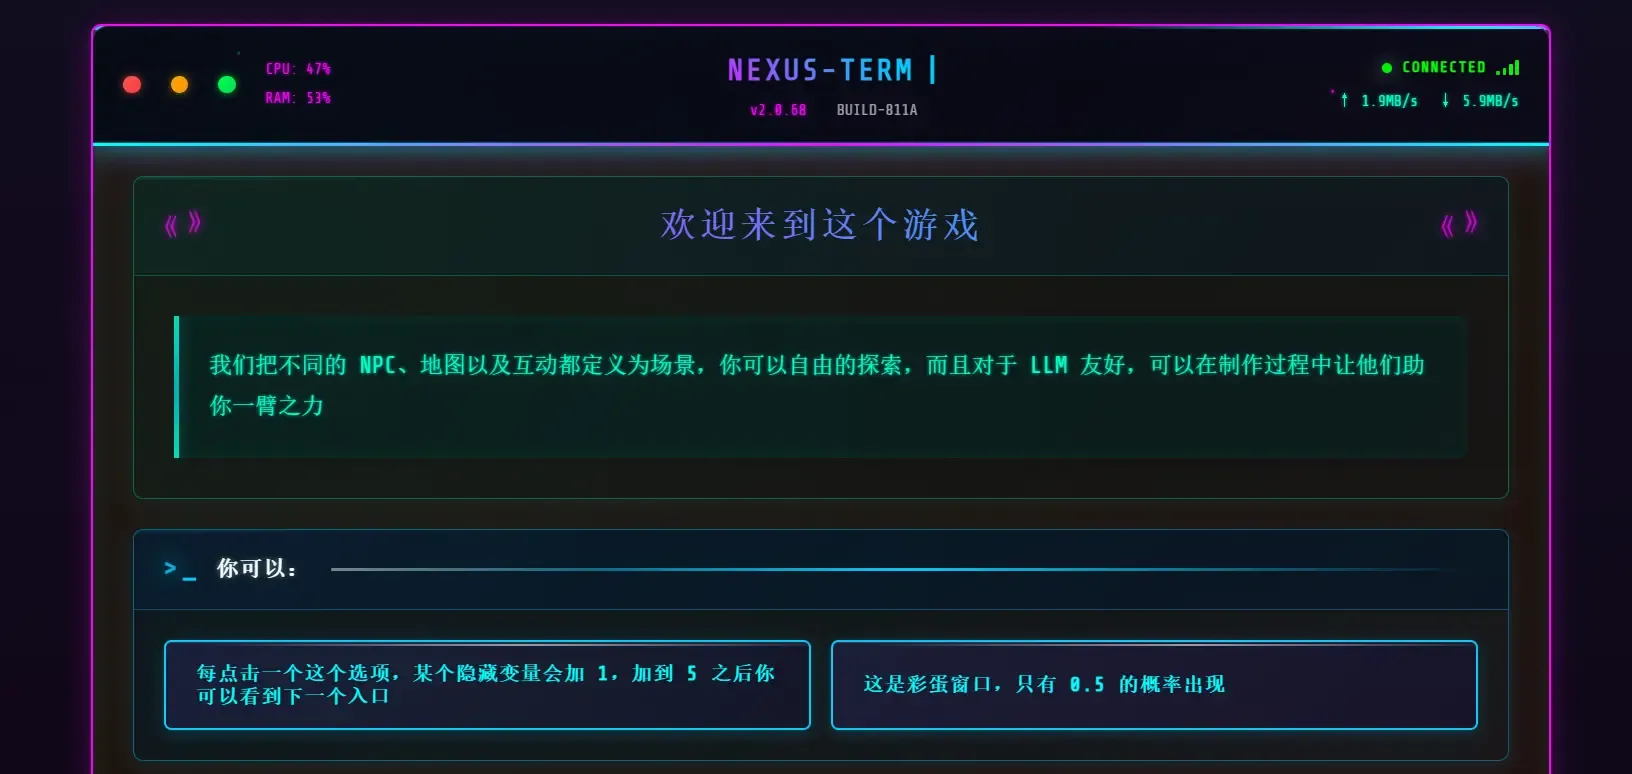 CPU: 47%
RAM: 53%
NEXUS-TERM
v2.0.68 BUILD-811A
CONNECTED
↑ 1.9MB/s ↓ 5.9MB/s
《 》 欢迎来到这个游戏 《 》
我们把不同的 NPC、地图以及互动都定义为场景，你可以自由的探索，而且对于 LLM 友好，可以在制作过程中让他们助
你一臂之力
>_ 你可以：
每点击一个这个选项，某个隐藏变量会加 1，加到 5 之后你
可以看到下一个入口
这是彩蛋窗口，只有 0.5 的概率出现